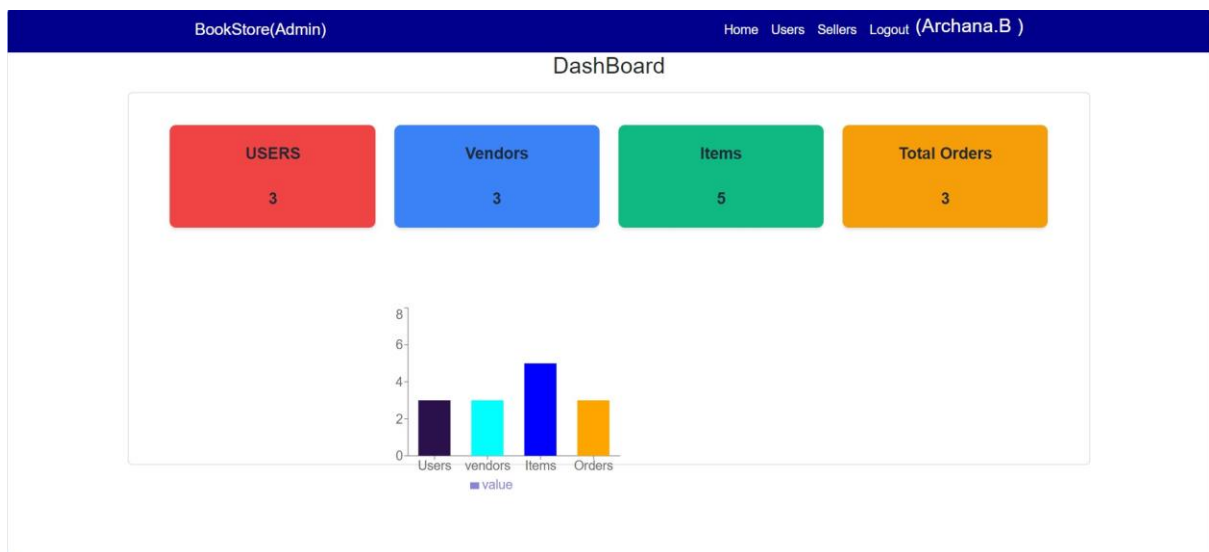 BookStore(Admin) Home Users Sellers Logout (Archana.B )
DashBoard
USERS Vendors Items Total Orders
3 3 5 3
8
6
4
2
0
Users vendors Items Orders
value